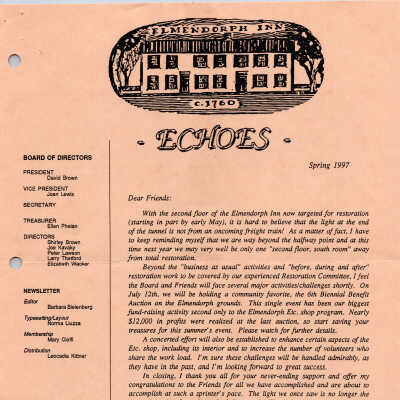 ELMENDORPH INN
C.1760
- ECHOES -
Spring 1997
BOARD OF DIRECTORS
PRESIDENT
David Brown
VICE PRESIDENT
Joan Lewis
SECRETARY
TREASURER
Ellen Phelan
DIRECTORS
Shirley Brown
Joe Kavaky
Peter Lawson
Larry Thetford
Elizabeth Wacker
NEWSLETTER
Editor
Barbara Bielenberg
Typesetting/Layout
Norma Liuzza
Membership
Mary Ciolfi
Distribution
Leocadia Kittner
Dear Friends:
With the second floor of the Elmendorph Inn now targeted for restoration
(starting in part by early May), it is hard to believe that the light at the end
of the tunnel is not from an oncoming freight train! As a matter of fact, I have
to keep reminding myself that we are way beyond the halfway point and at this
time next year we may very well be only one "second floor, south room" away
from total restoration.
Beyond the "business as usual" activities and "before, during and after"
restoration work to be covered by our experienced Restoration Committee, I feel
the Board and Friends will face several major activities/challenges shortly. On
July 12th, we will be holding a community favorite, the 6th Biennial Benefit
Auction on the Elmendorph grounds. This single event has been our biggest
fund-raising activity second only to the Elmendorph Etc. shop program. Nearly
$12,000 in profits were realized at the last auction, so start saving your
treasures for this summer's event. Please watch for further details.
A concerted effort will also be established to enhance certain aspects of the
Etc. shop, including its interior and to increase the number of volunteers who
share the work load. I'm sure these challenges will be handled admirably, as
they have in the past, and I'm looking forward to great success.
In closing, I thank you all for your never-ending support and offer my
congratulations to the Friends for all we have accomplished and are about to
accomplish at such a sprinter's pace. The light we once saw is no longer the